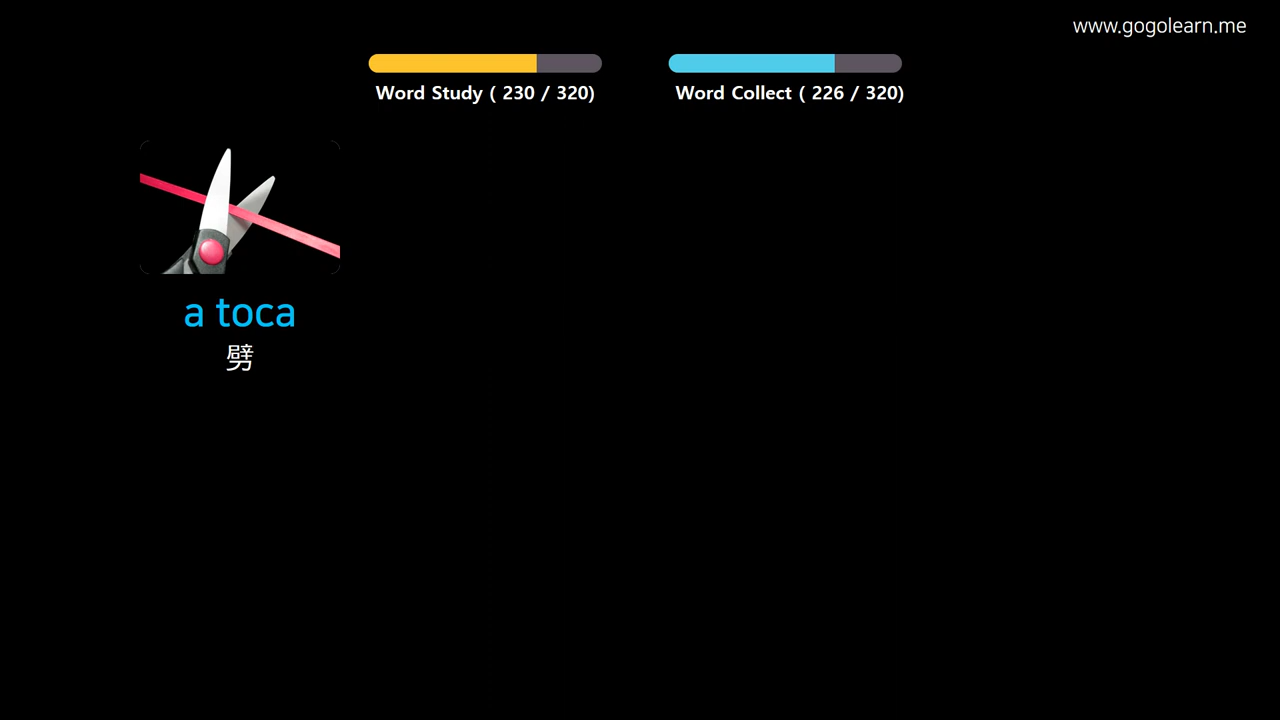 www.gogolearn.me
Word Study ( 230 / 320)
Word Collect ( 226 / 320)
a toca
劈